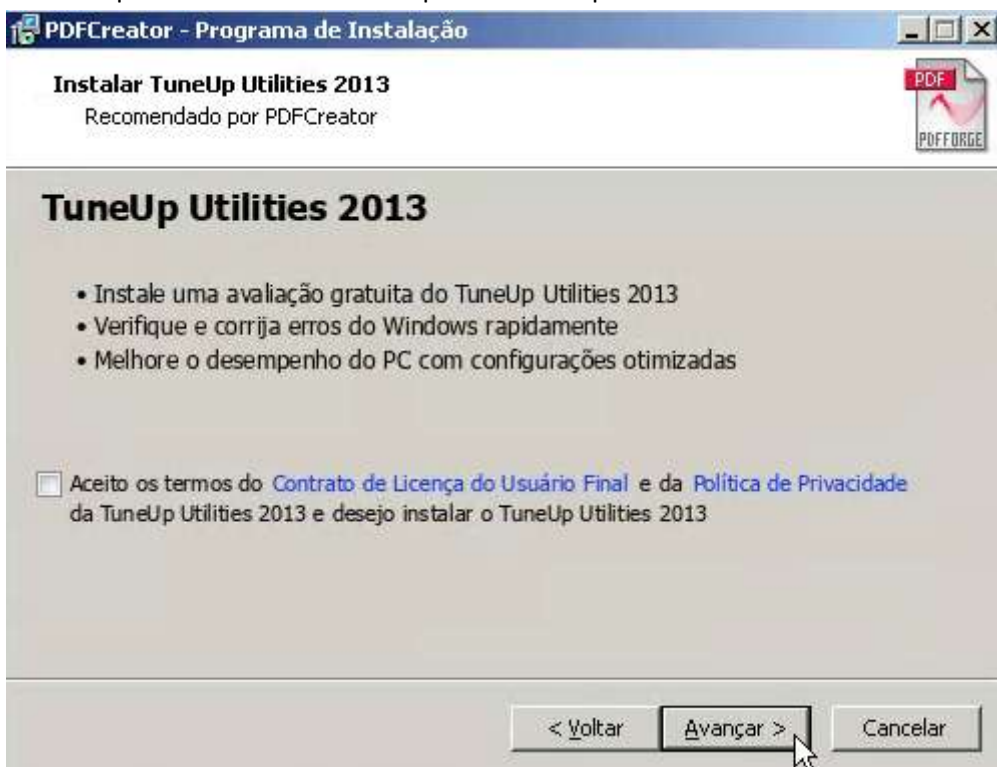 PDFCreator - Programa de Instalação
Instalar TuneUp Utilities 2013
Recomendado por PDFCreator
PDF
PDFFORGE
TuneUp Utilities 2013
• Instale uma avaliação gratuita do TuneUp Utilities 2013
• Verifique e corrija erros do Windows rapidamente
• Melhore o desempenho do PC com configurações otimizadas
Aceito os termos do Contrato de Licença do Usuário Final e da Política de Privacidade
da TuneUp Utilities 2013 e desejo instalar o TuneUp Utilities 2013
< Voltar Avançar > Cancelar